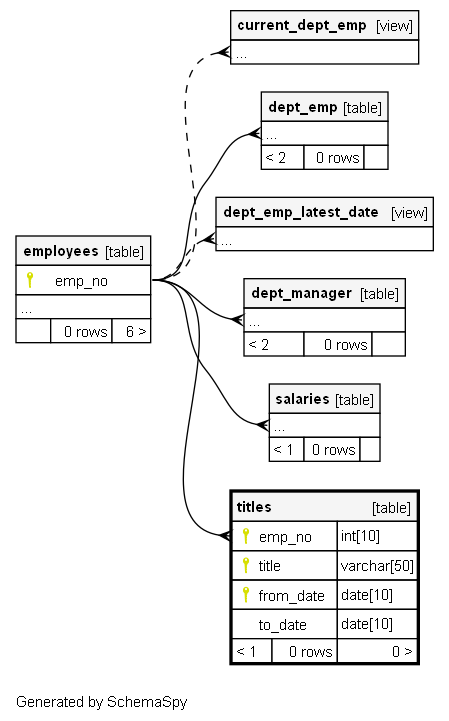 current_dept_emp [view]
...
dept_emp [table]
...
< 2 0 rows
dept_emp_latest_date [view]
...
employees [table]
emp_no
...
0 rows 6 >
dept_manager [table]
...
< 2 0 rows
salaries [table]
...
< 1 0 rows
titles [table]
emp_no int[10]
title varchar[50]
from_date date[10]
to_date date[10]
< 1 0 rows 0 >
Generated by SchemaSpy